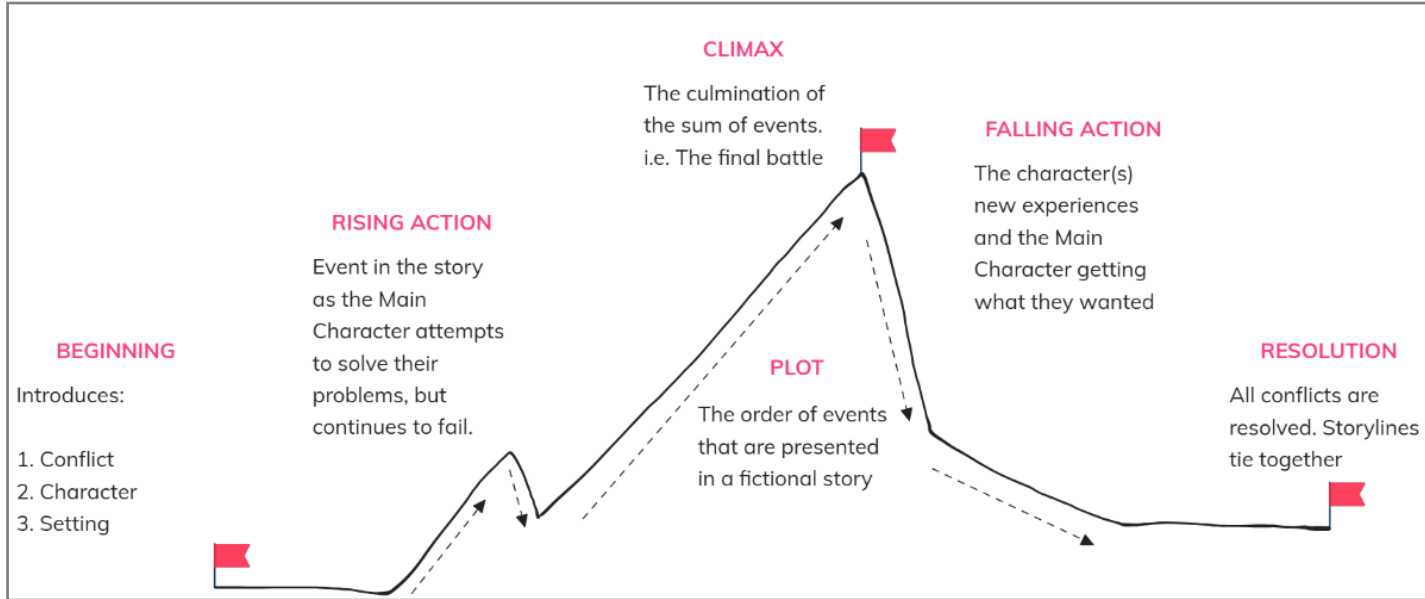 BEGINNING
Introduces:
1. Conflict
2. Character
3. Setting
RISING ACTION
Event in the story
as the Main
Character attempts
to solve their
problems, but
continues to fail.
CLIMAX
The culmination of
the sum of events.
i.e. The final battle
PLOT
The order of events
that are presented
in a fictional story
FALLING ACTION
The character(s)
new experiences
and the Main
Character getting
what they wanted
RESOLUTION
All conflicts are
resolved. Storylines
tie together